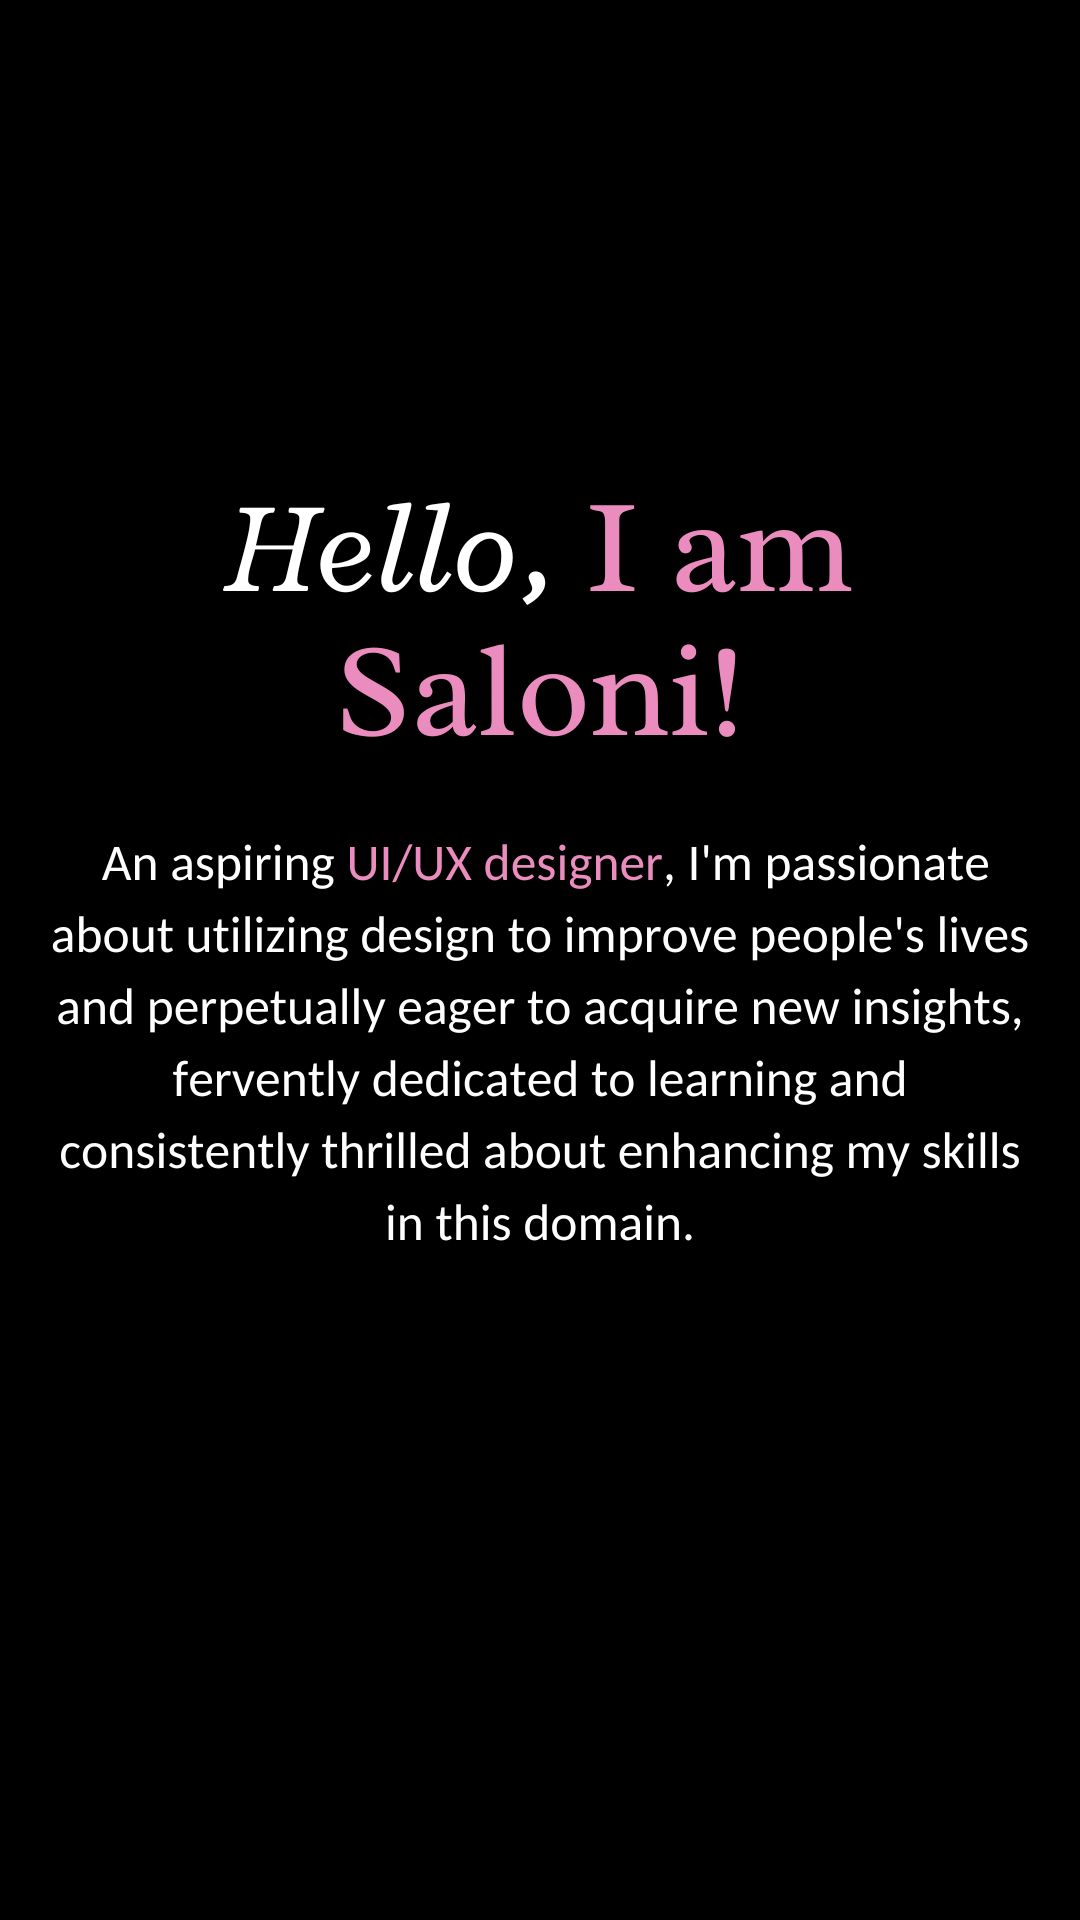 Hello, I am
Saloni!
An aspiring UI/UX designer, I'm passionate
about utilizing design to improve people's lives
and perpetually eager to acquire new insights,
fervently dedicated to learning and
consistently thrilled about enhancing my skills
in this domain.